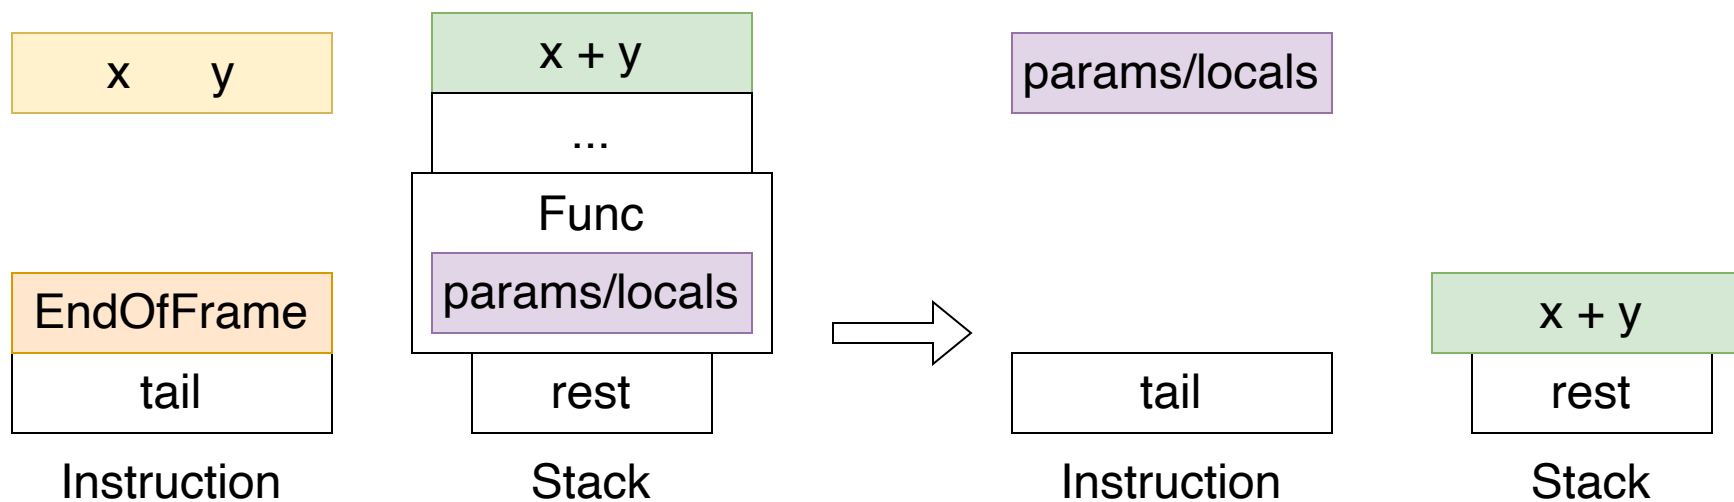 x y
x + y
...
Func
params/locals
EndOfFrame
tail
rest
Instruction
Stack
params/locals
x + y
tail
rest
Instruction
Stack